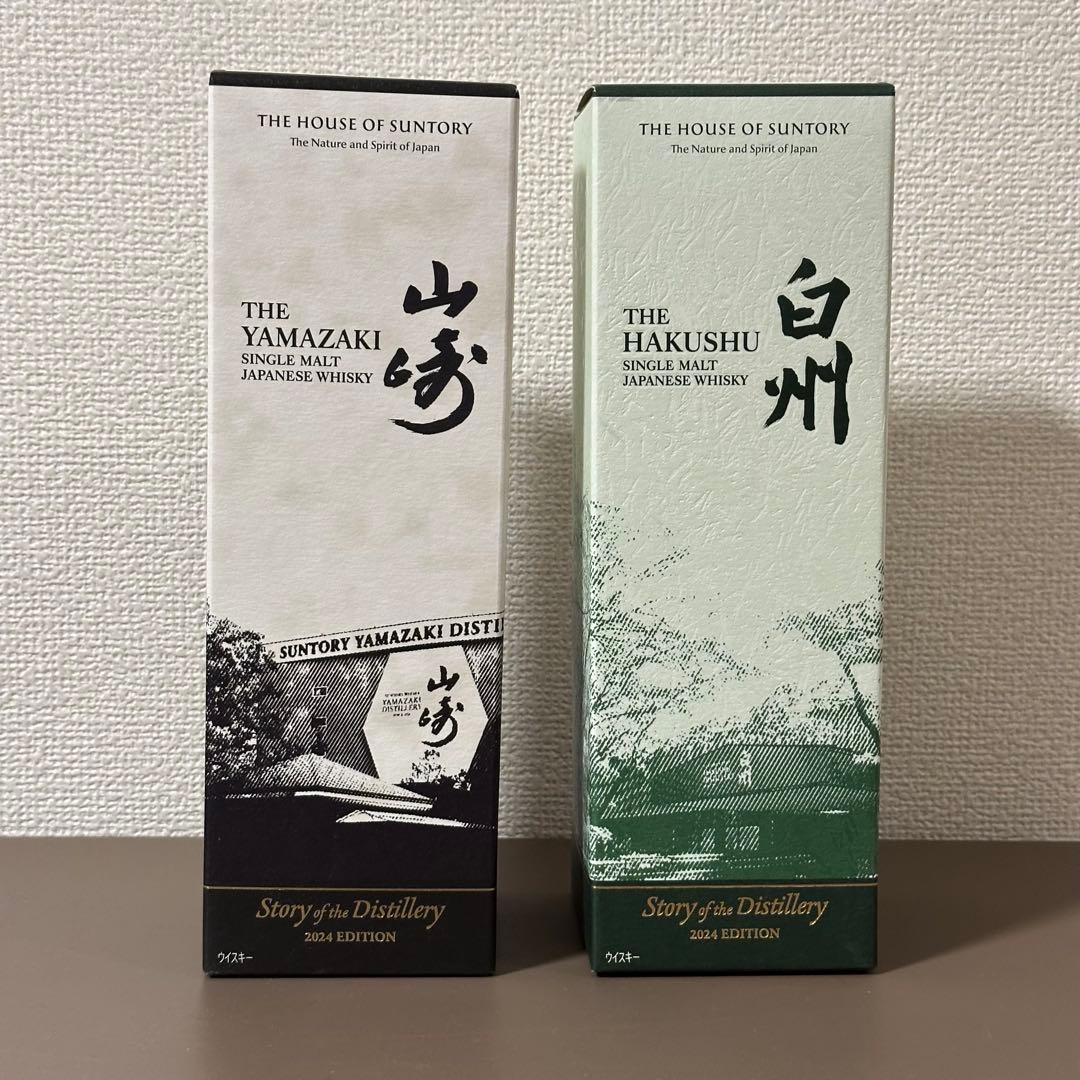 THE HOUSE OF SUNTORY
The Nature and Spirit of Japan
THE
YAMAZAKI
SINGLE MALT
JAPANESE WHISKY
山崎
SUNTORY YAMAZAKI DISTI
YAMAZAKI
DISTILLERY
山崎
Story of the Distillery
2024 EDITION
ウイスキー
THE HOUSE OF SUNTORY
The Nature and Spirit of Japan
THE
HAKUSHU
SINGLE MALT
JAPANESE WHISKY
白州
Story of the Distillery
2024 EDITION
ウイスキー